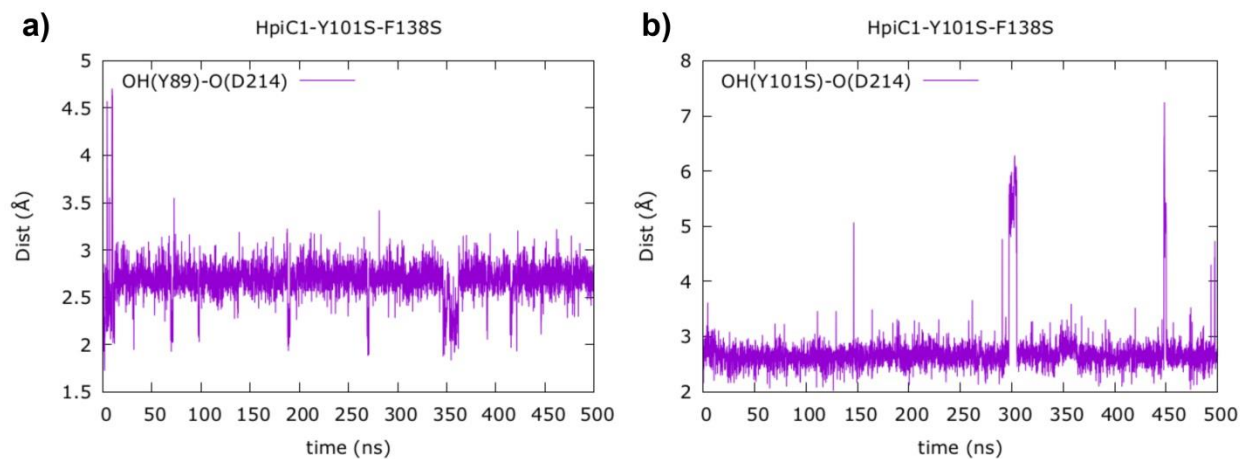 a)
HpiC1-Y101S-F138S
OH(Y89)-O(D214)
Dist (Å)
5
4.5
4
3.5
3
2.5
2
1.5
0 50 100 150 200 250 300 350 400 450 500
time (ns)
b)
HpiC1-Y101S-F138S
OH(Y101S)-O(D214)
Dist (Å)
8
7
6
5
4
3
2
0 50 100 150 200 250 300 350 400 450 500
time (ns)